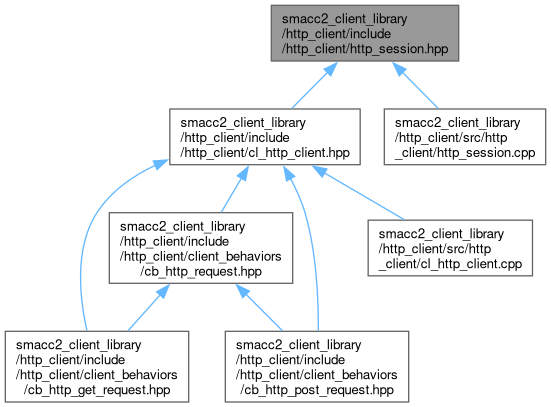 smacc2_client_library
/http_client/include
/http_client/http_session.hpp
smacc2_client_library
/http_client/include
/http_client/cl_http_client.hpp
smacc2_client_library
/http_client/src/http
_client/http_session.cpp
smacc2_client_library
/http_client/include
/http_client/client_behaviors
/cb_http_request.hpp
smacc2_client_library
/http_client/src/http
_client/cl_http_client.cpp
smacc2_client_library
/http_client/include
/http_client/client_behaviors
/cb_http_get_request.hpp
smacc2_client_library
/http_client/include
/http_client/client_behaviors
/cb_http_post_request.hpp